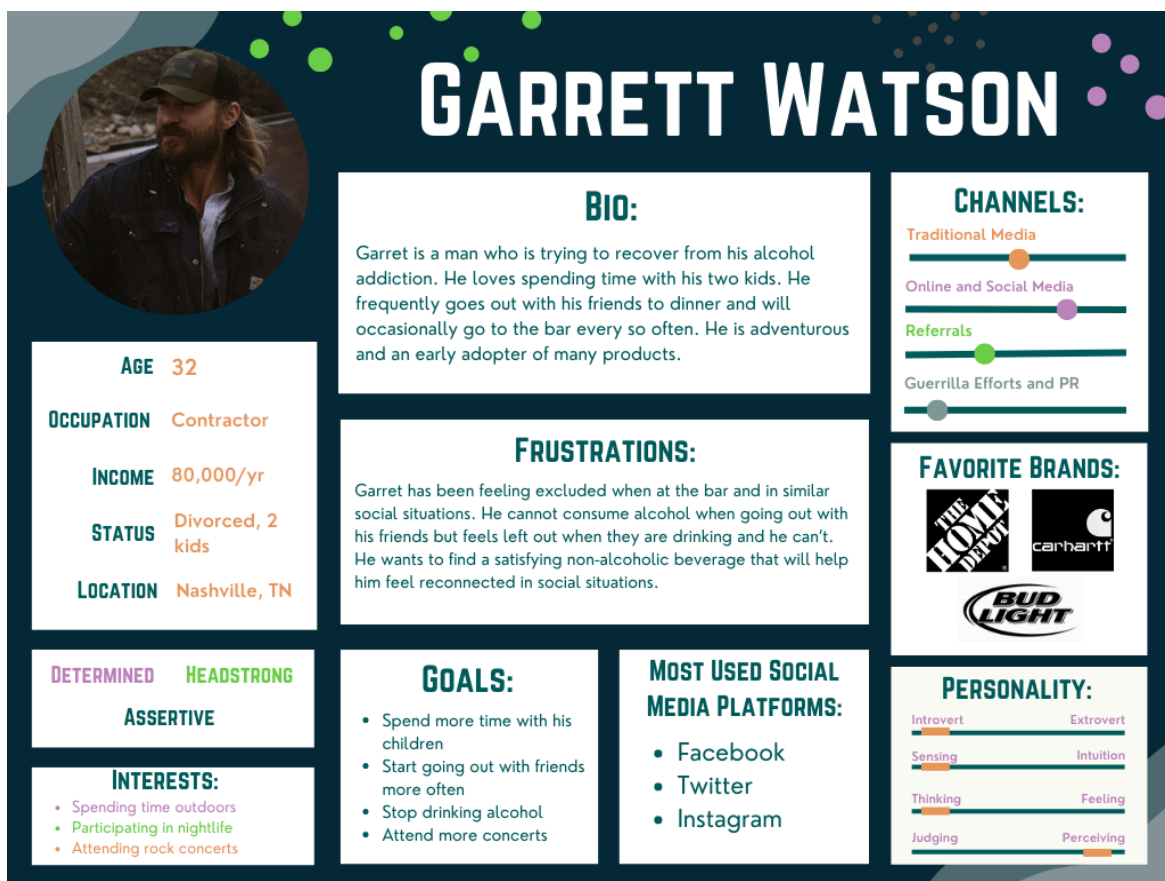 GARRETT WATSON
BIO:
Garret is a man who is trying to recover from his alcohol
addiction. He loves spending time with his two kids. He
frequently goes out with his friends to dinner and will
occasionally go to the bar every so often. He is adventurous
and an early adopter of many products.
CHANNELS:
Traditional Media
Online and Social Media
Referrals
Guerrilla Efforts and PR
AGE 32
OCCUPATION Contractor
INCOME 80,000/yr
STATUS Divorced, 2
kids
LOCATION Nashville, TN
FRUSTRATIONS:
Garret has been feeling excluded when at the bar and in similar
social situations. He cannot consume alcohol when going out with
his friends but feels left out when they are drinking and he can't.
He wants to find a satisfying non-alcoholic beverage that will help
him feel reconnected in social situations.
FAVORITE BRANDS:
THE
HOME
DEPOT
carhartt
BUD
LIGHT
DETERMINED HEADSTRONG
ASSERTIVE
INTERESTS:
• Spending time outdoors
• Participating in nightlife
• Attending rock concerts
GOALS:
• Spend more time with his
children
• Start going out with friends
more often
• Stop drinking alcohol
• Attend more concerts
MOST USED SOCIAL
MEDIA PLATFORMS:
• Facebook
• Twitter
• Instagram
PERSONALITY:
Introvert Extrovert
Sensing Intuition
Thinking Feeling
Judging Perceiving